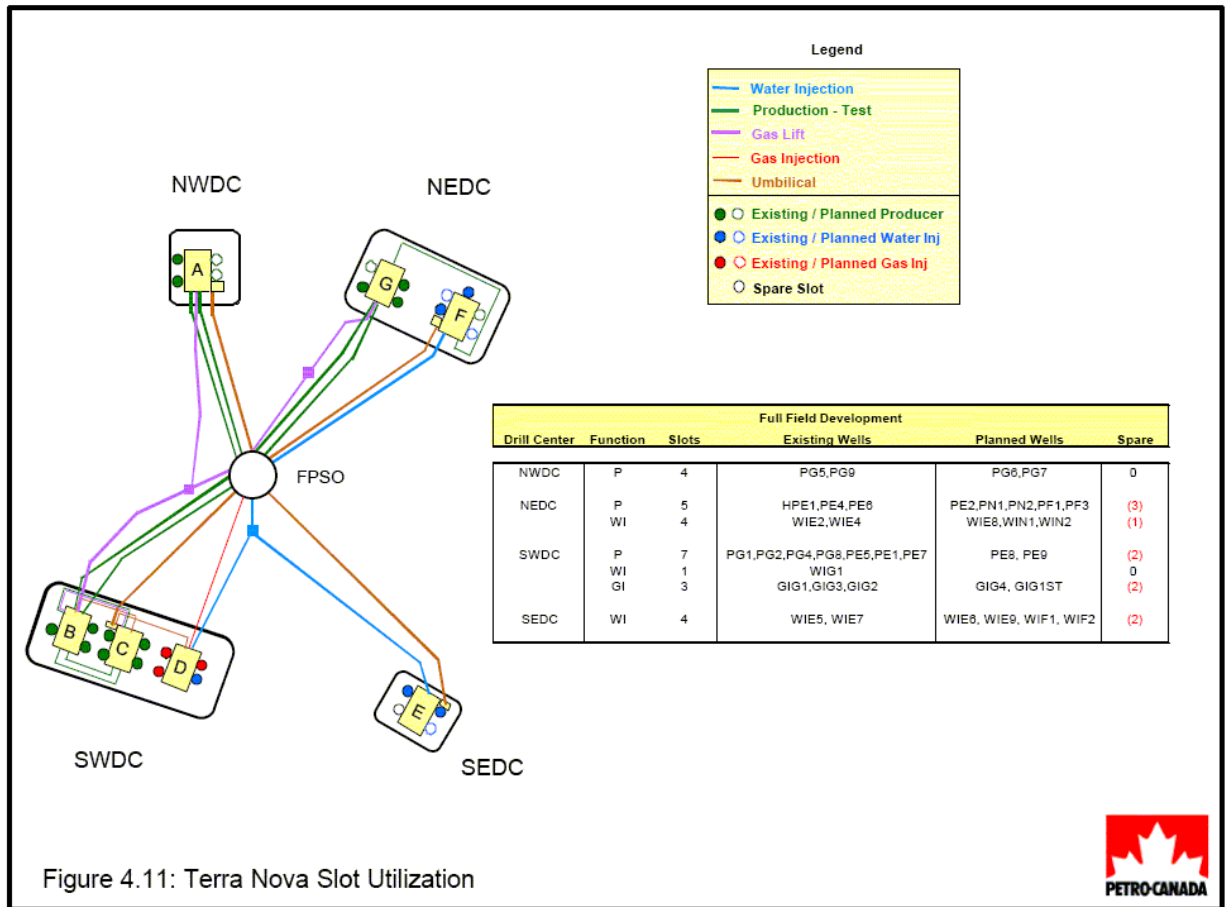 Legend
Water Injection
Production - Test
Gas Lift
Gas Injection
Umbilical
Existing / Planned Producer
Existing / Planned Water Inj
Existing / Planned Gas Inj
Spare Slot
NWDC
NEDC
A
G
F
FPSO
B
C
D
E
SWDC
SEDC
Full Field Development
Drill Center Function Slots Existing Wells Planned Wells Spare
NWDC P 4 PG5,PG9 PG6,PG7 0
NEDC P 5 HPE1,PE4,PE6 PE2,PN1,PN2,PF1,PF3 (3)
WI 4 WIE2,WIE4 WIE8,WIN1,WIN2 (1)
SWDC P 7 PG1,PG2,PG4,PG8,PE5,PE1,PE7 PE8, PE9 (2)
WI 1 WIG1 0
GI 3 GIG1,GIG3,GIG2 GIG4, GIG1ST (2)
SEDC WI 4 WIE5, WIE7 WIE6, WIE9, WIF1, WIF2 (2)
Figure 4.11: Terra Nova Slot Utilization
PETRO-CANADA